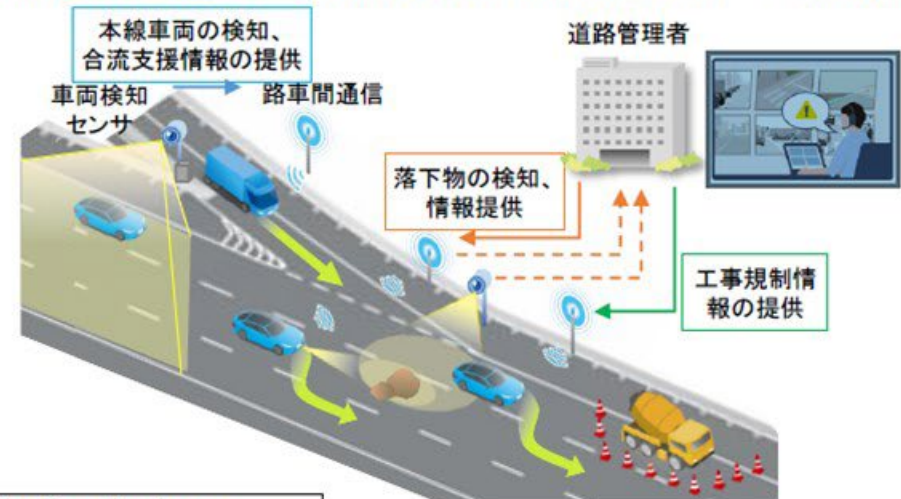 本線車両の検知、
合流支援情報の提供
道路管理者
車両検知
センサ
路車間通信
落下物の検知、
情報提供
工事規制情
報の提供